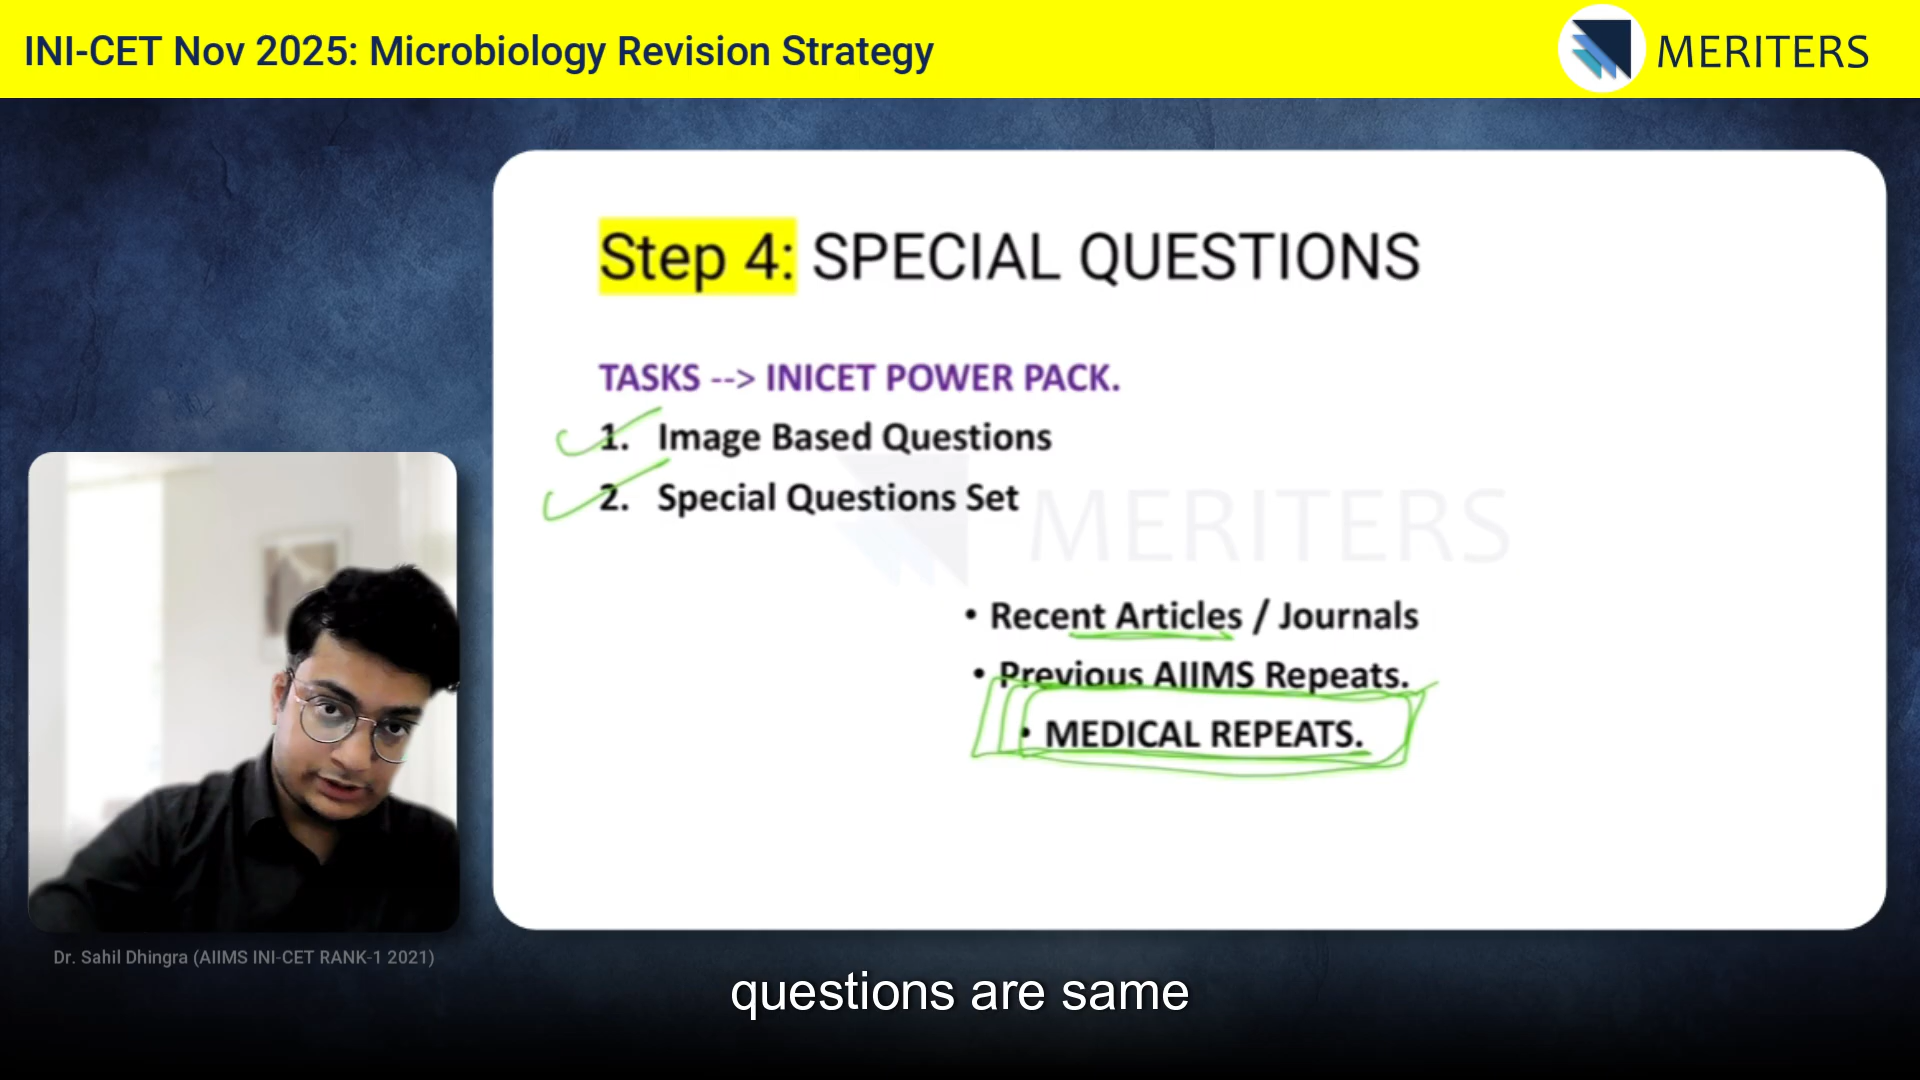 INI-CET Nov 2025: Microbiology Revision Strategy
MERITERS
Step 4: SPECIAL QUESTIONS
TASKS --> INICET POWER PACK.
1. Image Based Questions
2. Special Questions Set
MERITERS
• Recent Articles / Journals
• Previous AIIMS Repeats.
• MEDICAL REPEATS.
Dr. Sahil Dhingra (AIIMS INI-CET RANK-1 2021)
questions are same